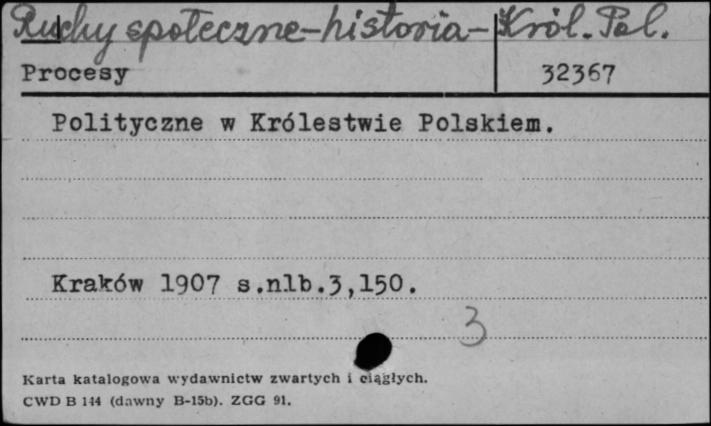 Ruchy społeczne-historia-Król. Pol.
Procesy 32367
Polityczne w Królestwie Polskiem.
Kraków 1907 s.nlb.3,150.
3
Karta katalogowa wydawnictw zwartych i ciągłych.
CWD B 144 (dawny B-15b). ZGG 91.